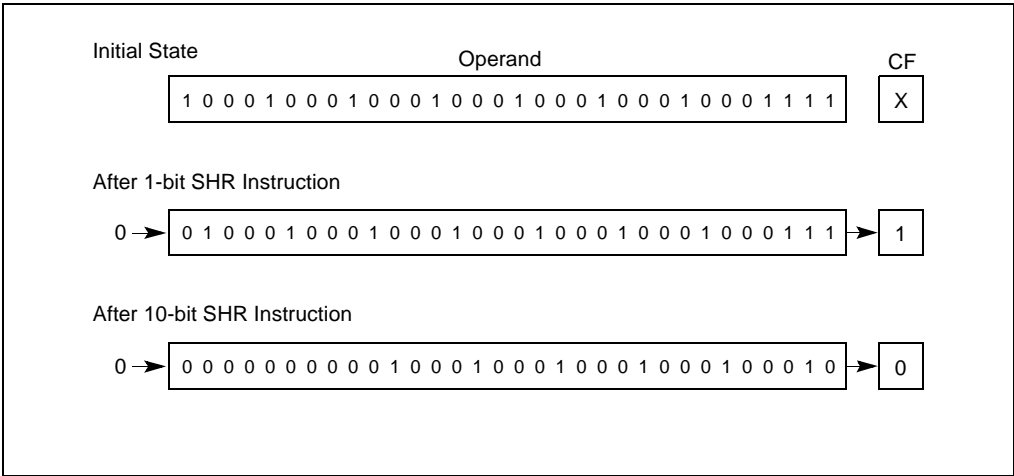 Initial State
Operand
CF
1 0 0 0 1 0 0 0 1 0 0 0 1 0 0 0 1 0 0 0 1 0 0 0 1 0 0 0 1 1 1 1 X
After 1-bit SHR Instruction
0 0 1 0 0 0 1 0 0 0 1 0 0 0 1 0 0 0 1 0 0 0 1 0 0 0 1 0 0 0 1 1 1 1
After 10-bit SHR Instruction
0 0 0 0 0 0 0 0 0 0 0 1 0 0 0 1 0 0 0 1 0 0 0 1 0 0 0 1 0 0 0 1 0 0